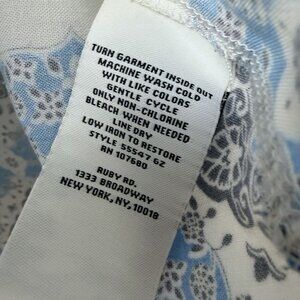 TURN GARMENT INSIDE OUT
MACHINE WASH COLD
WITH LIKE COLORS
GENTLE CYCLE
ONLY NON-CHLORINE
BLEACH WHEN NEEDED
LINE DRY
LOW IRON TO RESTORE
STYLE 55547 62
RN 107680
RUBY RD.
1333 BROADWAY
NEW YORK, NY, 10018